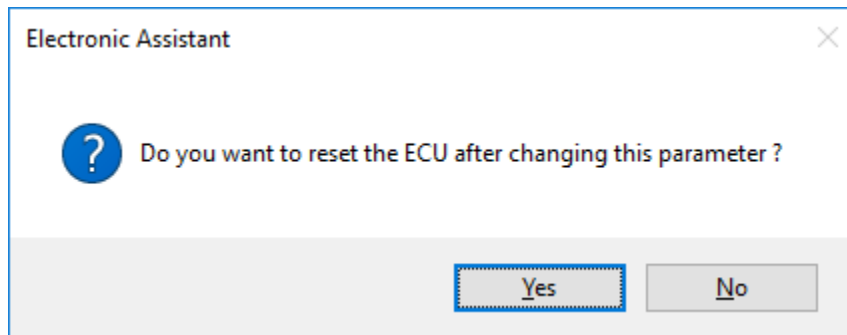 Electronic Assistant
?
Do you want to reset the ECU after changing this parameter ?
Yes
No